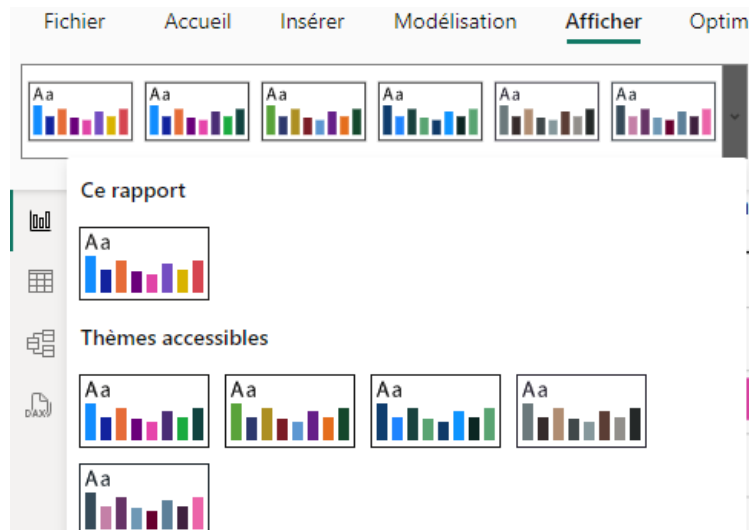 Fichier Accueil Insérer Modélisation Afficher Optim
Aa Aa Aa Aa Aa Aa
Ce rapport
Aa
Thèmes accessibles
Aa Aa Aa Aa
Aa
DAX